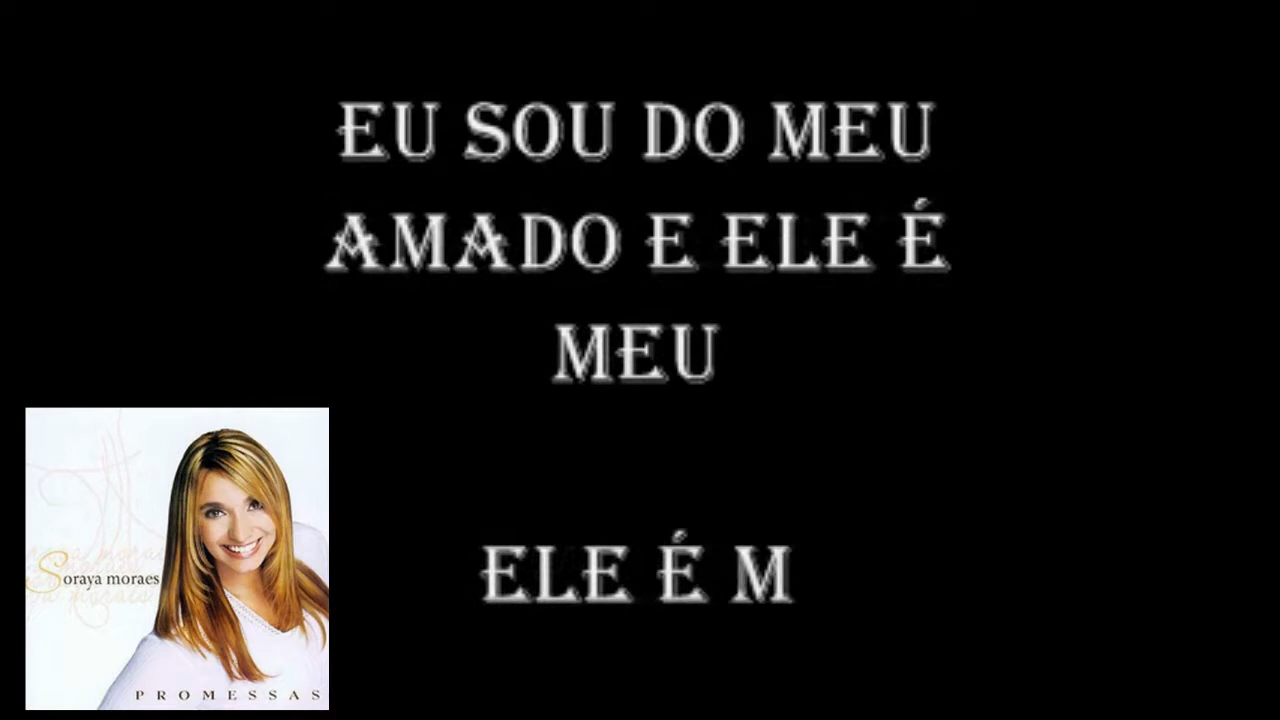 EU SOU DO MEU
AMADO E ELE É
MEU
ELE É M
Soraya moraes
PROMESSAS